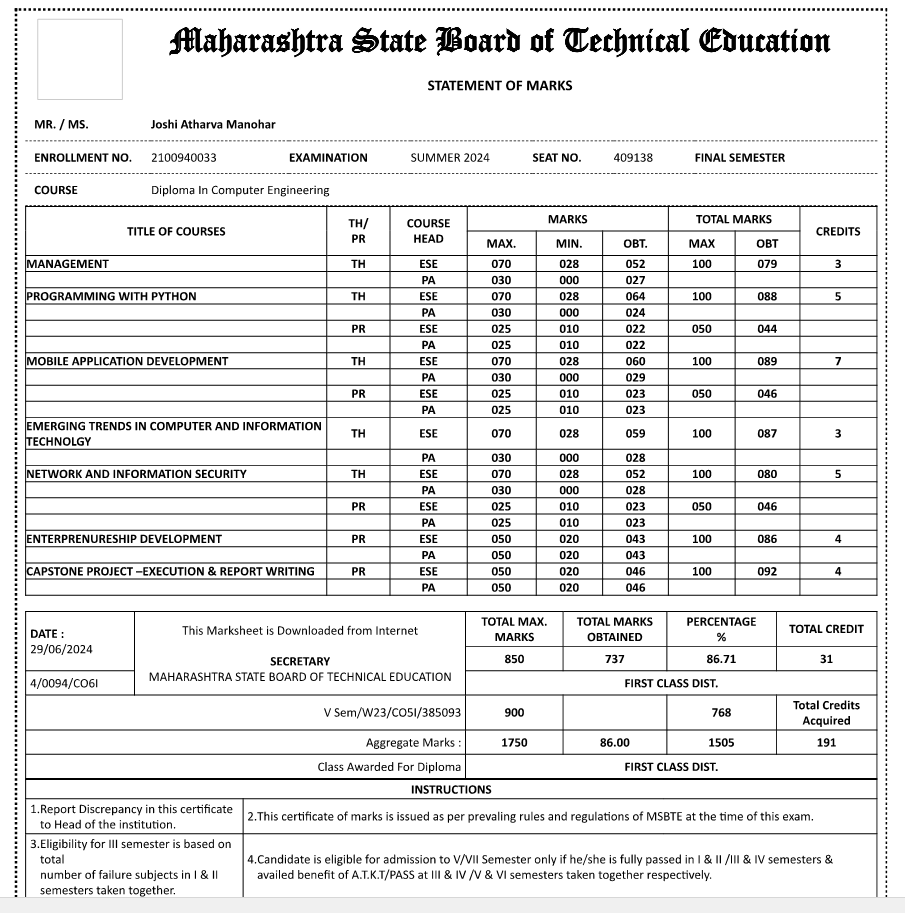 Maharashtra State Board of Technical Education
STATEMENT OF MARKS
MR. / MS. Joshi Atharva Manohar
ENROLLMENT NO. 2100940033 EXAMINATION SUMMER 2024 SEAT NO. 409138 FINAL SEMESTER
COURSE Diploma In Computer Engineering
TITLE OF COURSES TH/ PR COURSE HEAD MARKS TOTAL MARKS CREDITS
MAX. MIN. OBT. MAX OBT
MANAGEMENT TH ESE 070 028 052 100 079 3
PA 030 000 027
PROGRAMMING WITH PYTHON TH ESE 070 028 064 100 088 5
PA 030 000 024
PR ESE 025 010 022 050 044
PA 025 010 022
MOBILE APPLICATION DEVELOPMENT TH ESE 070 028 060 100 089 7
PA 030 000 029
PR ESE 025 010 023 050 046
PA 025 010 023
EMERGING TRENDS IN COMPUTER AND INFORMATION
TECHNOLGY TH ESE 070 028 059 100 087 3
PA 030 000 028
NETWORK AND INFORMATION SECURITY TH ESE 070 028 052 100 080 5
PA 030 000 028
PR ESE 025 010 023 050 046
PA 025 010 023
ENTERPRENURESHIP DEVELOPMENT PR ESE 050 020 043 100 086 4
PA 050 020 043
CAPSTONE PROJECT –EXECUTION & REPORT WRITING PR ESE 050 020 046 100 092 4
PA 050 020 046
DATE :
29/06/2024
4/0094/CO6I
This Marksheet is Downloaded from Internet
SECRETARY
MAHARASHTRA STATE BOARD OF TECHNICAL EDUCATION
TOTAL MAX. MARKS TOTAL MARKS OBTAINED PERCENTAGE % TOTAL CREDIT
850 737 86.71 31
FIRST CLASS DIST.
V Sem/W23/CO5I/385093 900 768 Total Credits Acquired
Aggregate Marks : 1750 86.00 1505 191
Class Awarded For Diploma FIRST CLASS DIST.
INSTRUCTIONS
1.Report Discrepancy in this certificate
to Head of the institution.
2.This certificate of marks is issued as per prevaling rules and regulations of MSBTE at the time of this exam.
3.Eligibility for III semester is based on
total
number of failure subjects in I & II
semesters taken together.
4.Candidate is eligible for admission to V/VII Semester only if he/she is fully passed in I & II /III & IV semesters &
availed benefit of A.T.K.T/PASS at III & IV /V & VI semesters taken together respectively.